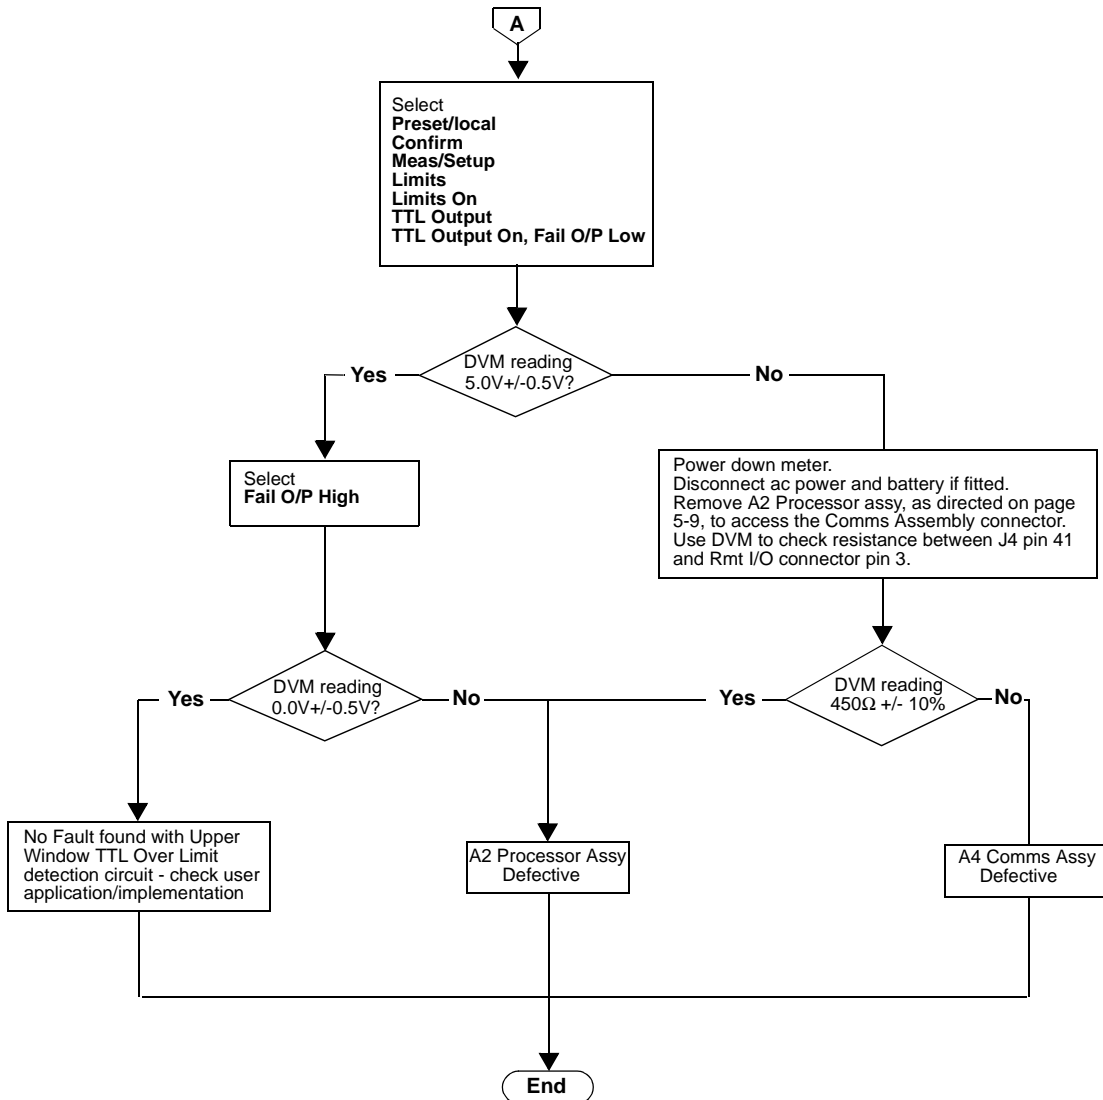 A
Select
Preset/local
Confirm
Meas/Setup
Limits
Limits On
TTL Output
TTL Output On, Fail O/P Low
DVM reading
5.0V+/-0.5V?
Yes
No
Select
Fail O/P High
Power down meter.
Disconnect ac power and battery if fitted.
Remove A2 Processor assy, as directed on page
5-9, to access the Comms Assembly connector.
Use DVM to check resistance between J4 pin 41
and Rmt I/O connector pin 3.
DVM reading
0.0V+/-0.5V?
Yes
No
DVM reading
450Ω +/- 10%
Yes
No
No Fault found with Upper
Window TTL Over Limit
detection circuit - check user
application/implementation
A2 Processor Assy
Defective
A4 Comms Assy
Defective
End